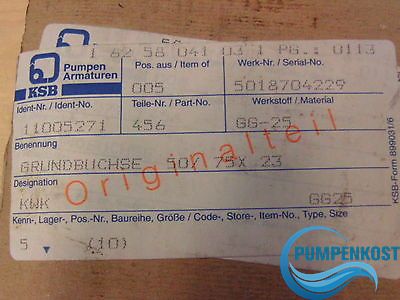 1 62 58 041 03 1 PG.: 0113
KSB
Pumpen
Armaturen
Pos. aus / Item of
005
Werk-Nr. / Serial-No.
5018704229
Ident-Nr. / Ident-No.
11005271
Teile-Nr. / Part-No.
456
Werkstoff / Material
GG-25
Benennung
GRUNDBUCHSE 50/ 75X 23
Originalteil
Designation
KWK
GG25
Kenn-, Lager-, Pos.-Nr., Baureihe, Größe / Code-, Store-, Item-No., Type, Size
5 (10)
KSB-Form 8990.31/6
PUMPENKOST